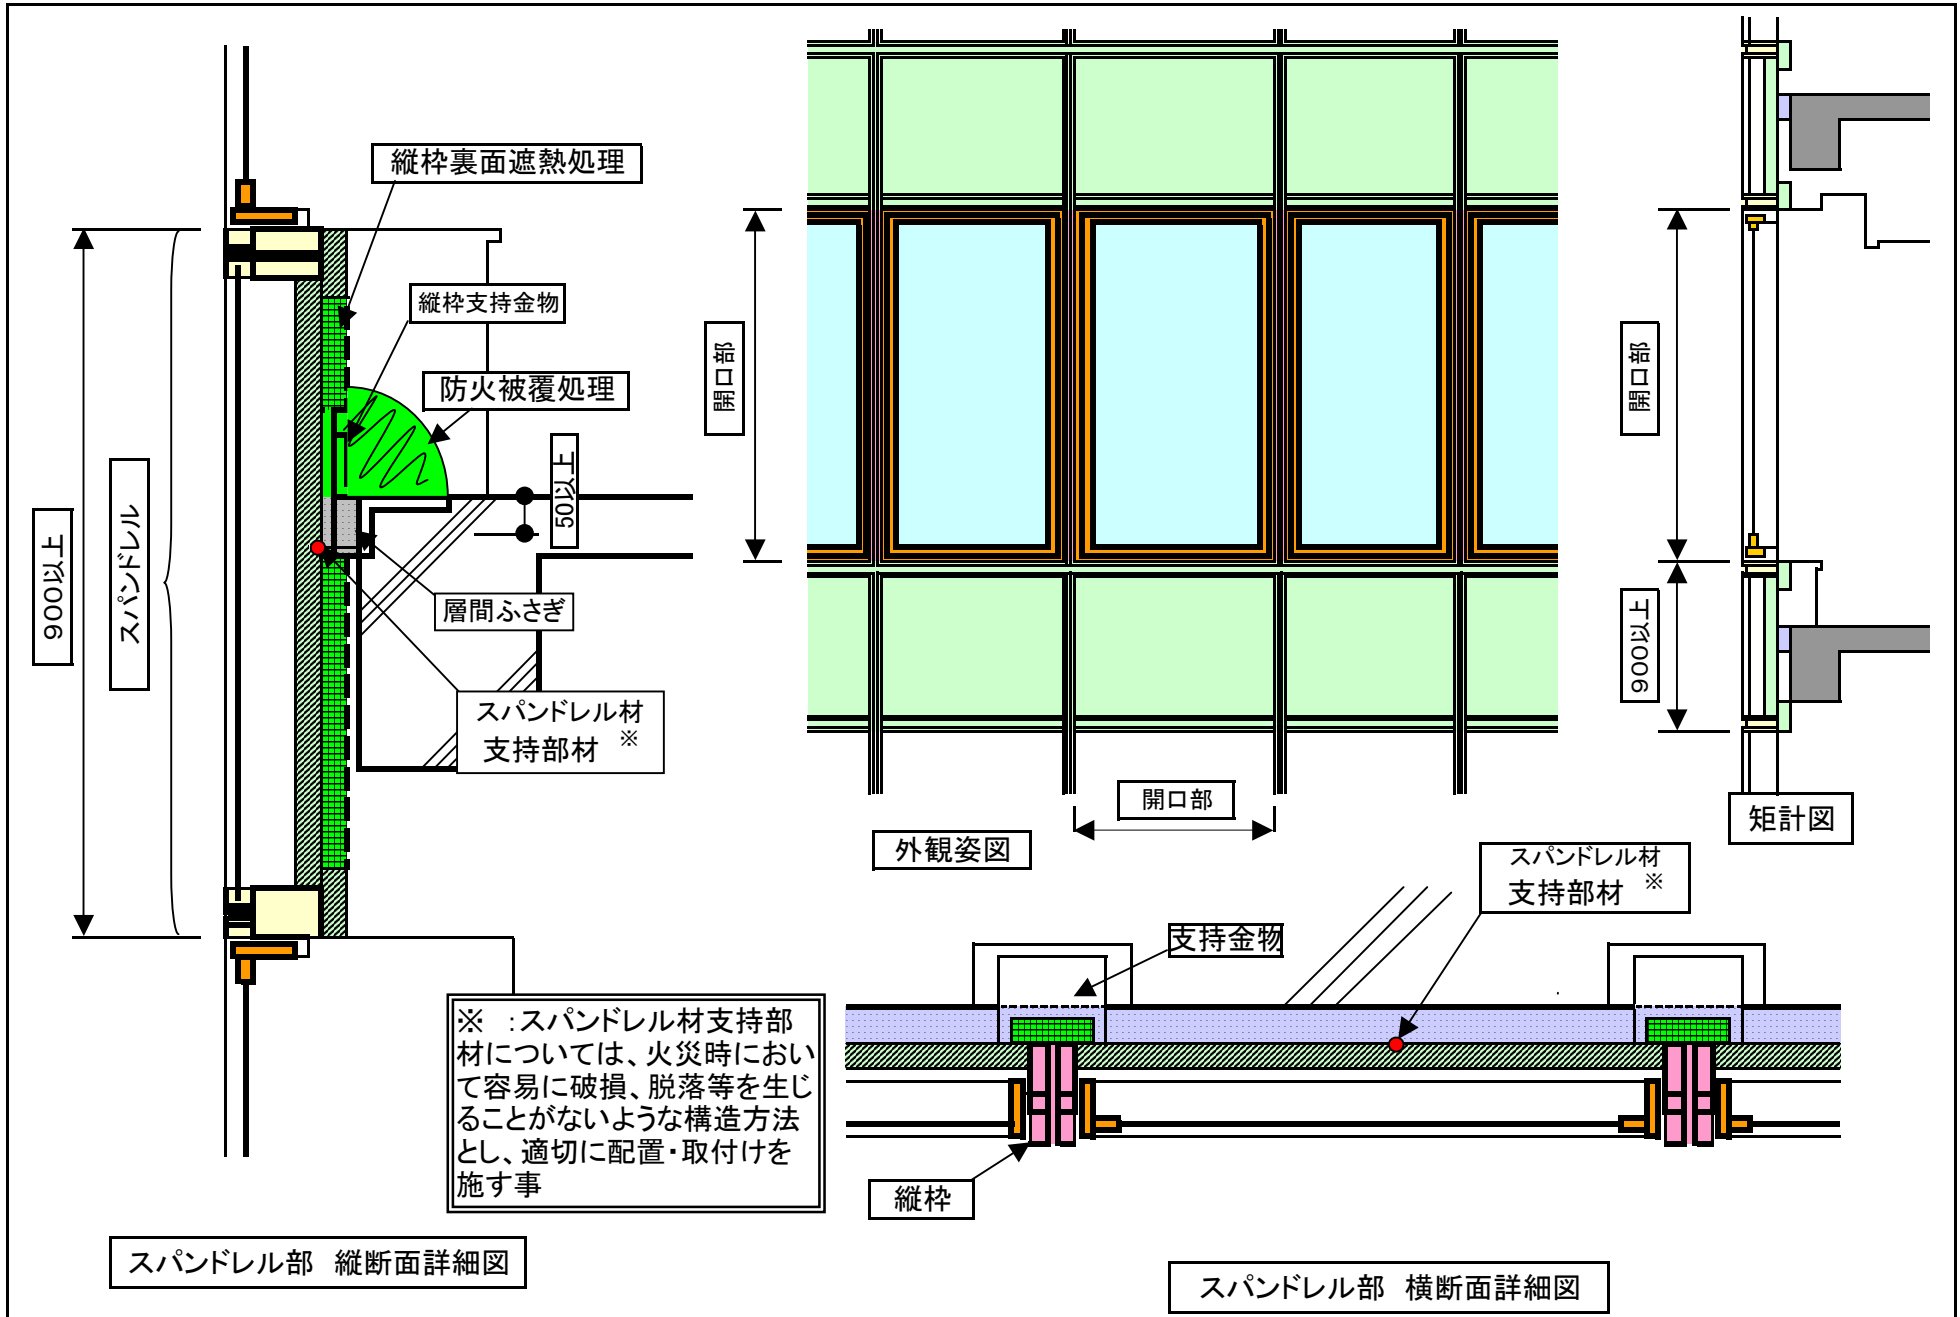 縦枠裏面遮熱処理
縦枠支持金物
防火被覆処理
50以上
900以上
スパンドレル
層間ふさぎ
スパンドレル材
支持部材 ※
※ :スパンドレル材支持部
材については、火災時におい
て容易に破損、脱落等を生じ
ることがないような構造方法
とし、適切に配置・取付けを
施す事
スパンドレル部 縦断面詳細図
開口部
開口部
外観姿図
開口部
900以上
矩計図
スパンドレル材
支持部材 ※
支持金物
縦枠
スパンドレル部 横断面詳細図